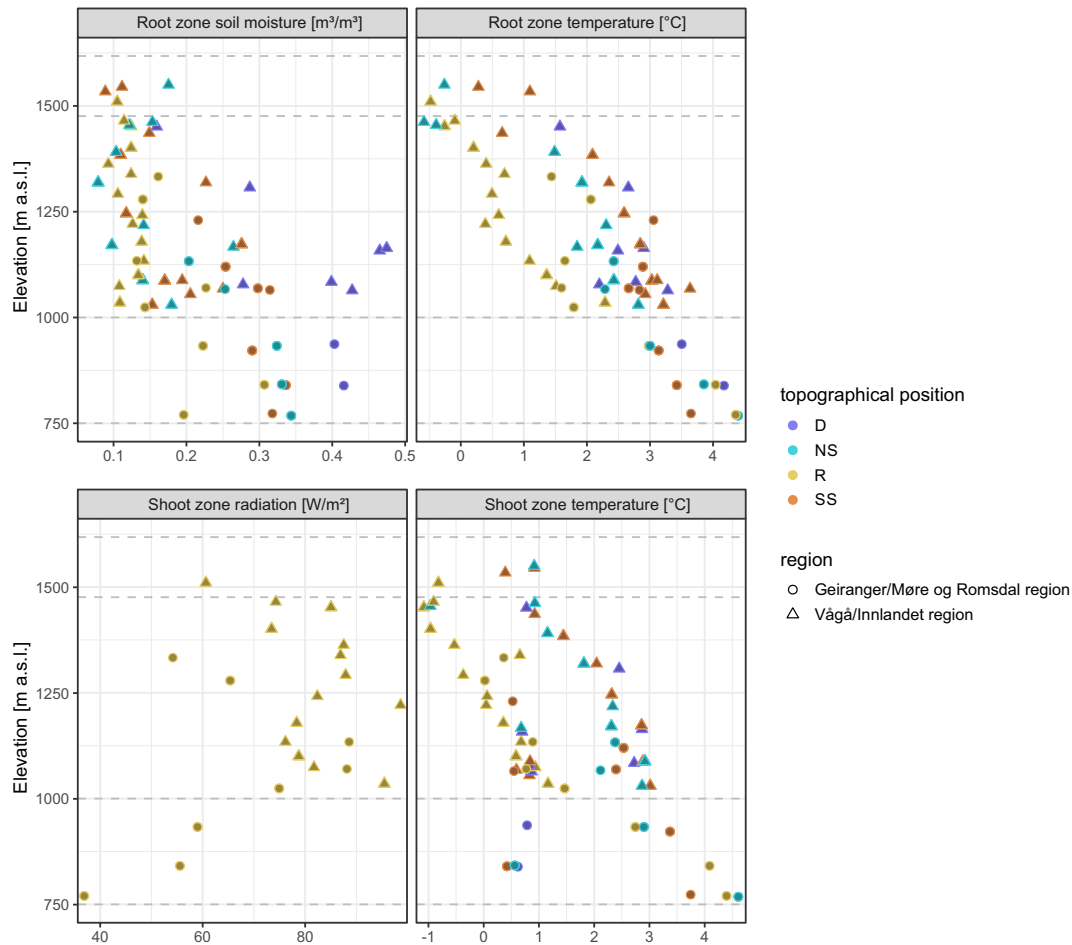 Root zone soil moisture [m³/m³]
Root zone temperature [°C]
Elevation [m a.s.l.]
1500
1250
1000
750
0.1 0.2 0.3 0.4 0.5
0 1 2 3 4
Shoot zone radiation [W/m²]
Shoot zone temperature [°C]
Elevation [m a.s.l.]
1500
1250
1000
750
40 60 80
-1 0 1 2 3 4
topographical position
D
NS
R
SS
region
Geiranger/Møre og Romsdal region
Vågå/Innlandet region